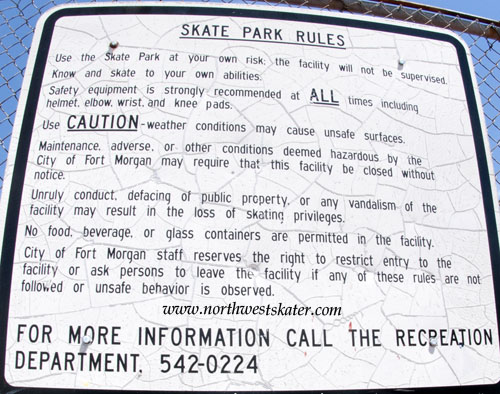 SKATE PARK RULES
Use the Skate Park at your own risk; the facility will not be supervised.
Know and skate to your own abilities.
Safety equipment is strongly recommended at ALL times including
helmet, elbow, wrist, and knee pads.
Use CAUTION-weather conditions may cause unsafe surfaces.
Maintenance, adverse, or other conditions deemed hazardous by the
City of Fort Morgan may require that this facility be closed without
notice.
Unruly conduct, defacing of public property, or any vandalism of the
facility may result in the loss of skating privileges.
No food, beverage, or glass containers are permitted in the facility.
City of Fort Morgan staff reserves the right to restrict entry to the
facility or ask persons to leave the facility if any of these rules are not
followed or unsafe behavior is observed.
www.northwestskater.com
FOR MORE INFORMATION CALL THE RECREATION
DEPARTMENT, 542-0224